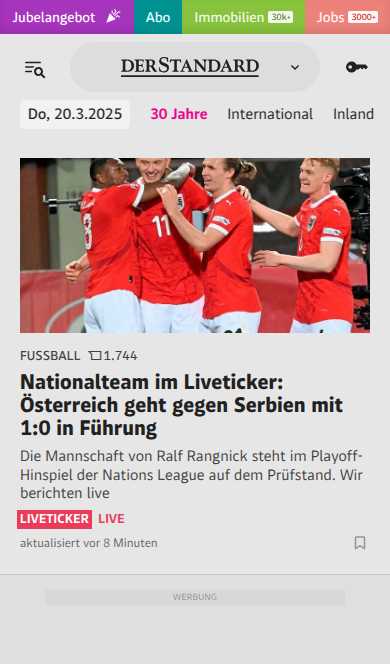 Jubelangebot
Abo
Immobilien 30k+
Jobs 3000+
DERSTANDARD
Do, 20.3.2025
30 Jahre
International
Inland
8
11
FUSSBALL 1.744
Nationalteam im Liveticker:
Österreich geht gegen Serbien mit
1:0 in Führung
Die Mannschaft von Ralf Rangnick steht im Playoff-
Hinspiel der Nations League auf dem Prüfstand. Wir
berichten live
LIVETICKER LIVE
aktualisiert vor 8 Minuten
WERBUNG